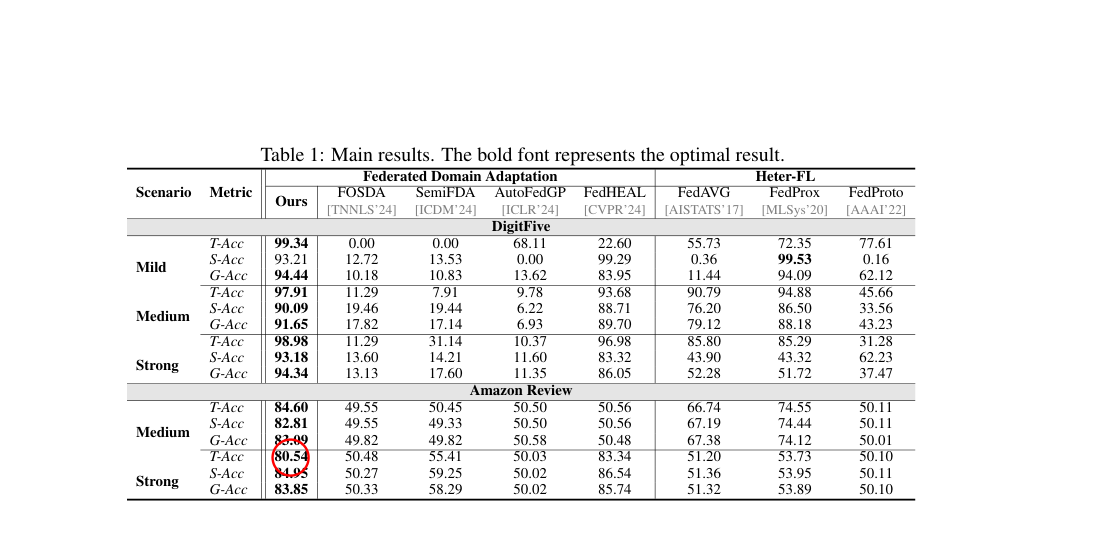 Table 1: Main results. The bold font represents the optimal result.
Scenario Metric Federated Domain Adaptation Heter-FL
Ours FOSDA SemiFDA AutoFedGP FedHEAL FedAVG FedProx FedProto
[TNNLS'24] [ICDM'24] [ICLR'24] [CVPR'24] [AISTATS'17] [MLSys'20] [AAAI'22]
DigitFive
Mild T-Acc 99.34 0.00 0.00 68.11 22.60 55.73 72.35 77.61
S-Acc 93.21 12.72 13.53 0.00 99.29 0.36 99.53 0.16
G-Acc 94.44 10.18 10.83 13.62 83.95 11.44 94.09 62.12
Medium T-Acc 97.91 11.29 7.91 9.78 93.68 90.79 94.88 45.66
S-Acc 90.09 19.46 19.44 6.22 88.71 76.20 86.50 33.56
G-Acc 91.65 17.82 17.14 6.93 89.70 79.12 88.18 43.23
Strong T-Acc 98.98 11.29 31.14 10.37 96.98 85.80 85.29 31.28
S-Acc 93.18 13.60 14.21 11.60 83.32 43.90 43.32 62.23
G-Acc 94.34 13.13 17.60 11.35 86.05 52.28 51.72 37.47
Amazon Review
Medium T-Acc 84.60 49.55 50.45 50.50 50.56 66.74 74.55 50.11
S-Acc 82.81 49.55 49.33 50.50 50.56 67.19 74.44 50.11
G-Acc 83.09 49.82 49.82 50.58 50.48 67.38 74.12 50.01
Strong T-Acc 80.54 50.48 55.41 50.03 83.34 51.20 53.73 50.10
S-Acc 84.95 50.27 59.25 50.02 86.54 51.36 53.95 50.11
G-Acc 83.85 50.33 58.29 50.02 85.74 51.32 53.89 50.10